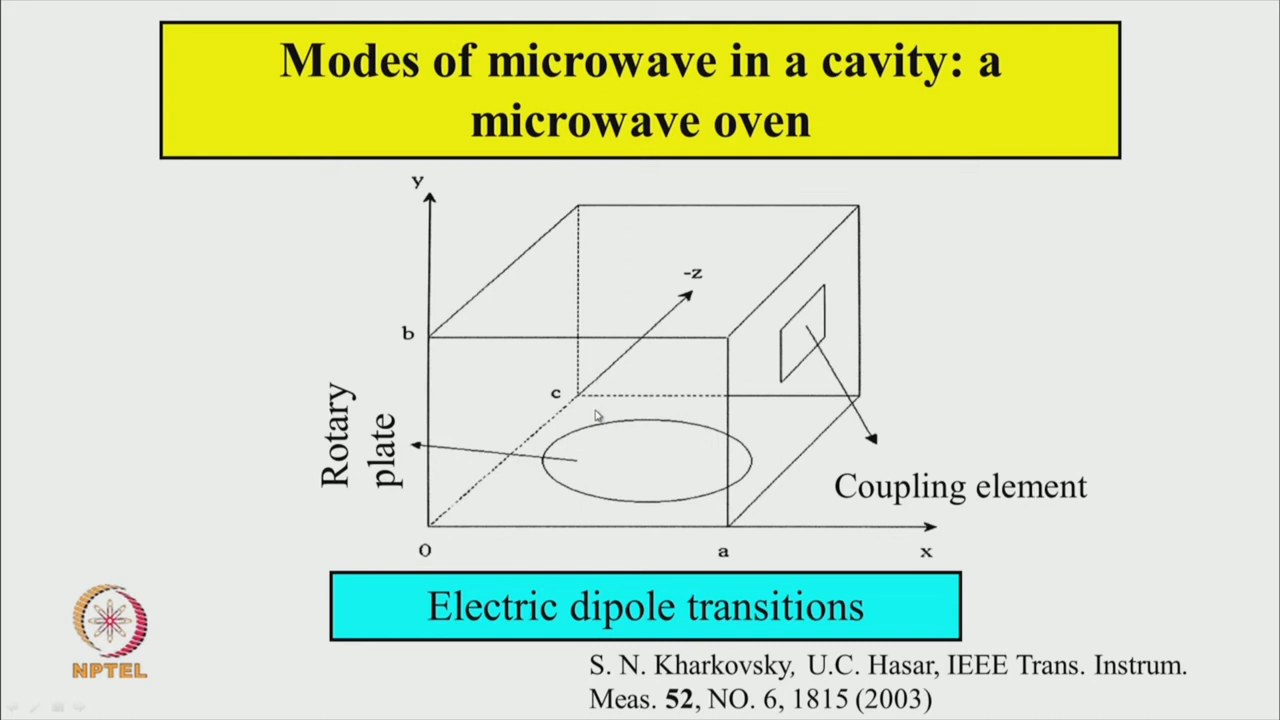 Modes of microwave in a cavity: a
microwave oven
y
-z
b
c
Rotary
plate
Coupling element
0
a
x
Electric dipole transitions
NPTEL
S. N. Kharkovsky, U.C. Hasar, IEEE Trans. Instrum.
Meas. 52, NO. 6, 1815 (2003)